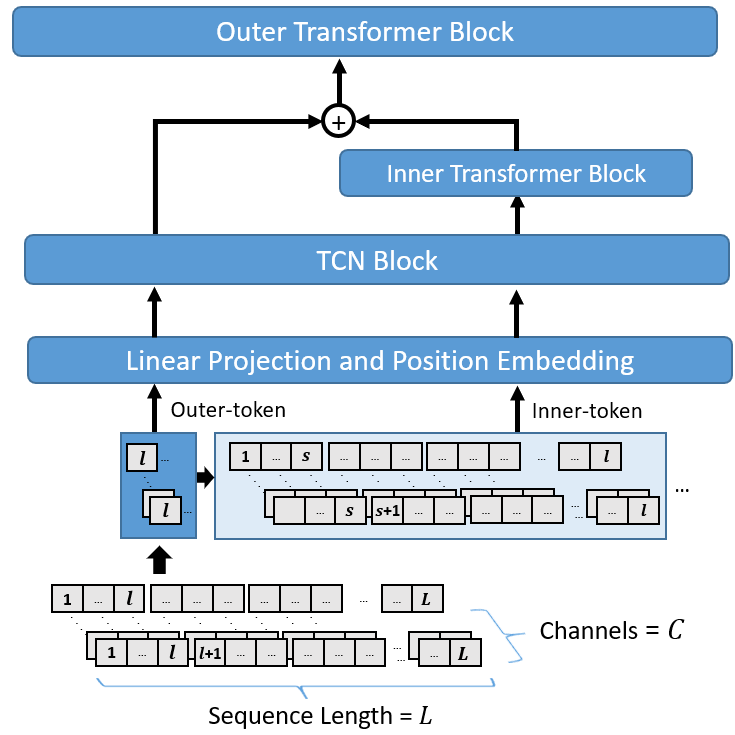 Outer Transformer Block
+
Inner Transformer Block
TCN Block
Linear Projection and Position Embedding
Outer-token
Inner-token
l ...
1 ... s ... ... ... ... ... ... ... ... l
l ...
... s s+1 ... ... ... ... ... ... ... l
...
1 ... l ... ... ... ... ... ... ... ... L
1 ... l l+1 ... ... ... ... ... ... ... L
Channels = C
Sequence Length = L